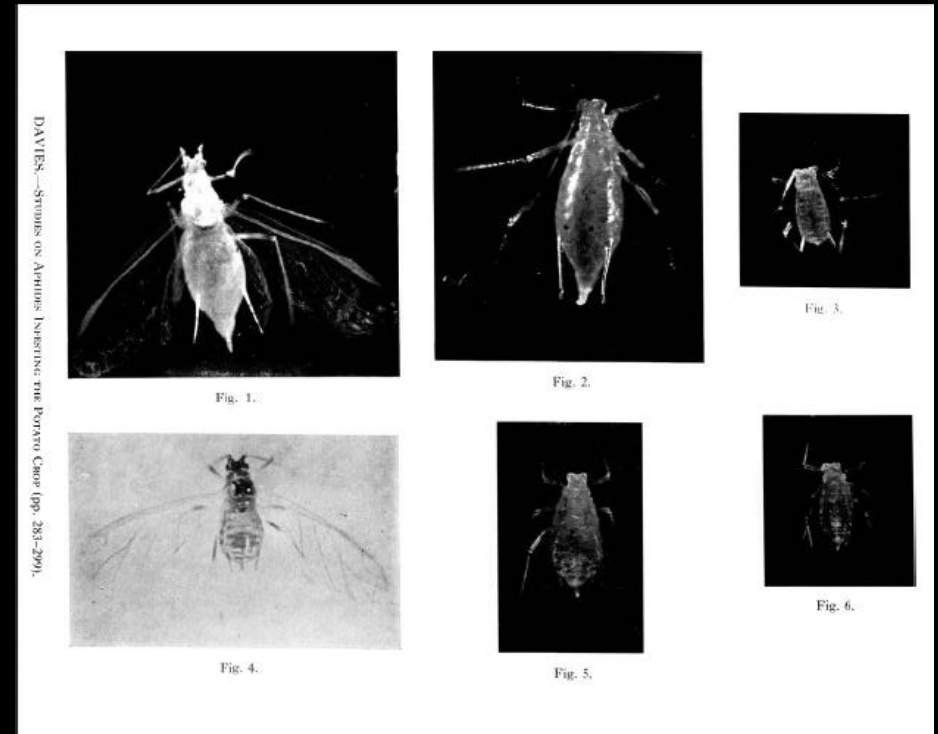 DAVIES.—STUDIES ON APHIDES INFESTING THE POTATO CROP (pp. 283–299).
Fig. 1.
Fig. 2.
Fig. 3.
Fig. 4.
Fig. 5.
Fig. 6.